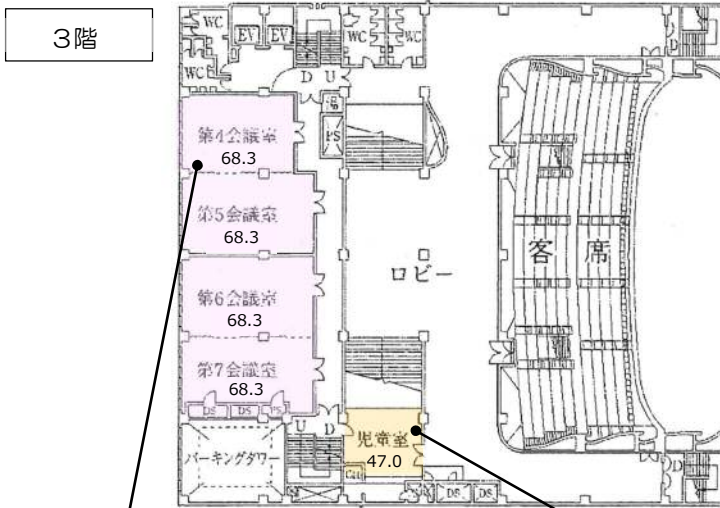 3階
WC
EV
EV
WC
WC
WC
D
U
D
PS
第4会議室
68.3
第5会議室
68.3
ロビー
客席
第6会議室
68.3
第7会議室
68.3
DS
DS
PS
U
D
児童室
47.0
パーキングタワー
D
DS
DS